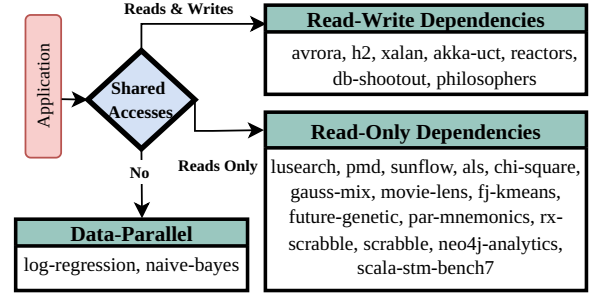 Reads & Writes
Application
Shared
Accesses
No
Reads Only
Read-Write Dependencies
avrora, h2, xalan, akka-uct, reactors,
db-shootout, philosophers
Read-Only Dependencies
lusearch, pmd, sunflow, als, chi-square,
gauss-mix, movie-lens, fj-kmeans,
future-genetic, par-mnemonics, rx-
scrabble, scrabble, neo4j-analytics,
scala-stm-bench7
Data-Parallel
log-regression, naive-bayes